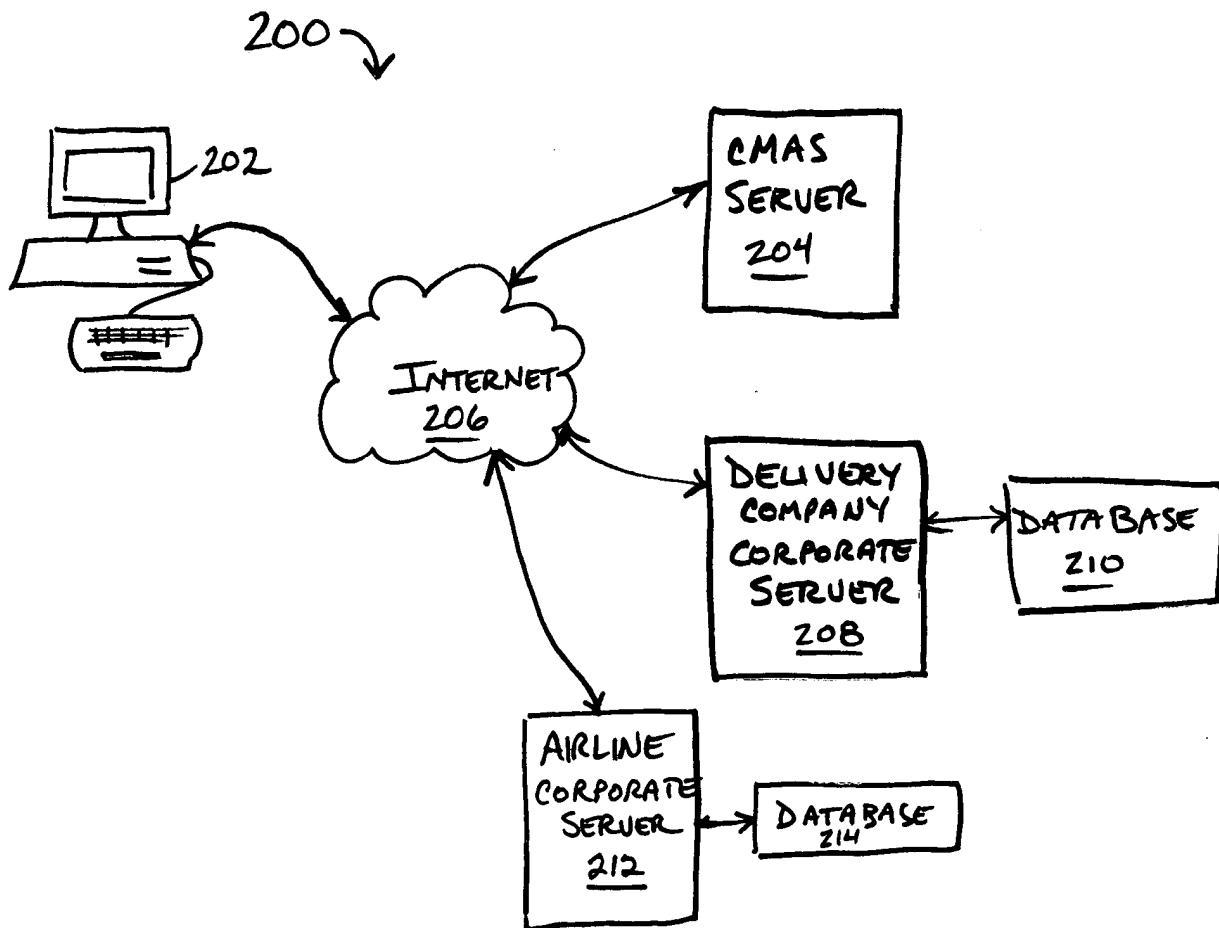 200
202
CMAS
SERVER
204
INTERNET
206
DELIVERY
COMPANY
CORPORATE
SERVER
208
DATABASE
210
AIRLINE
CORPORATE
SERVER
212
DATABASE
214